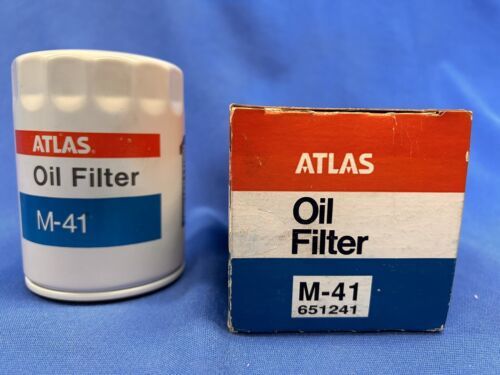 ATLAS
Oil Filter
M-41
ATLAS
Oil
Filter
M-41
651241